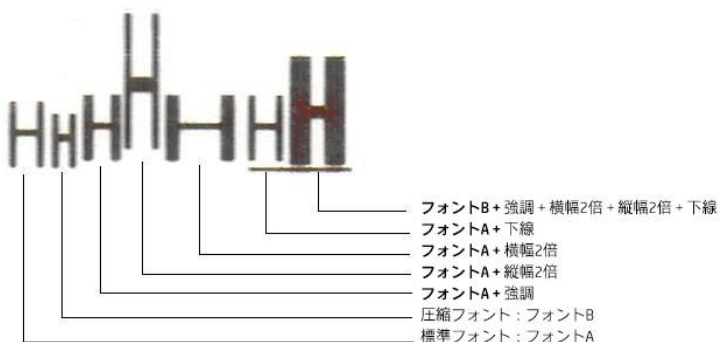 HHHHHHH
フォントB + 強調 + 横幅2倍 + 縦幅2倍 + 下線
フォントA + 下線
フォントA + 横幅2倍
フォントA + 縦幅2倍
フォントA + 強調
圧縮フォント : フォントB
標準フォント : フォントA